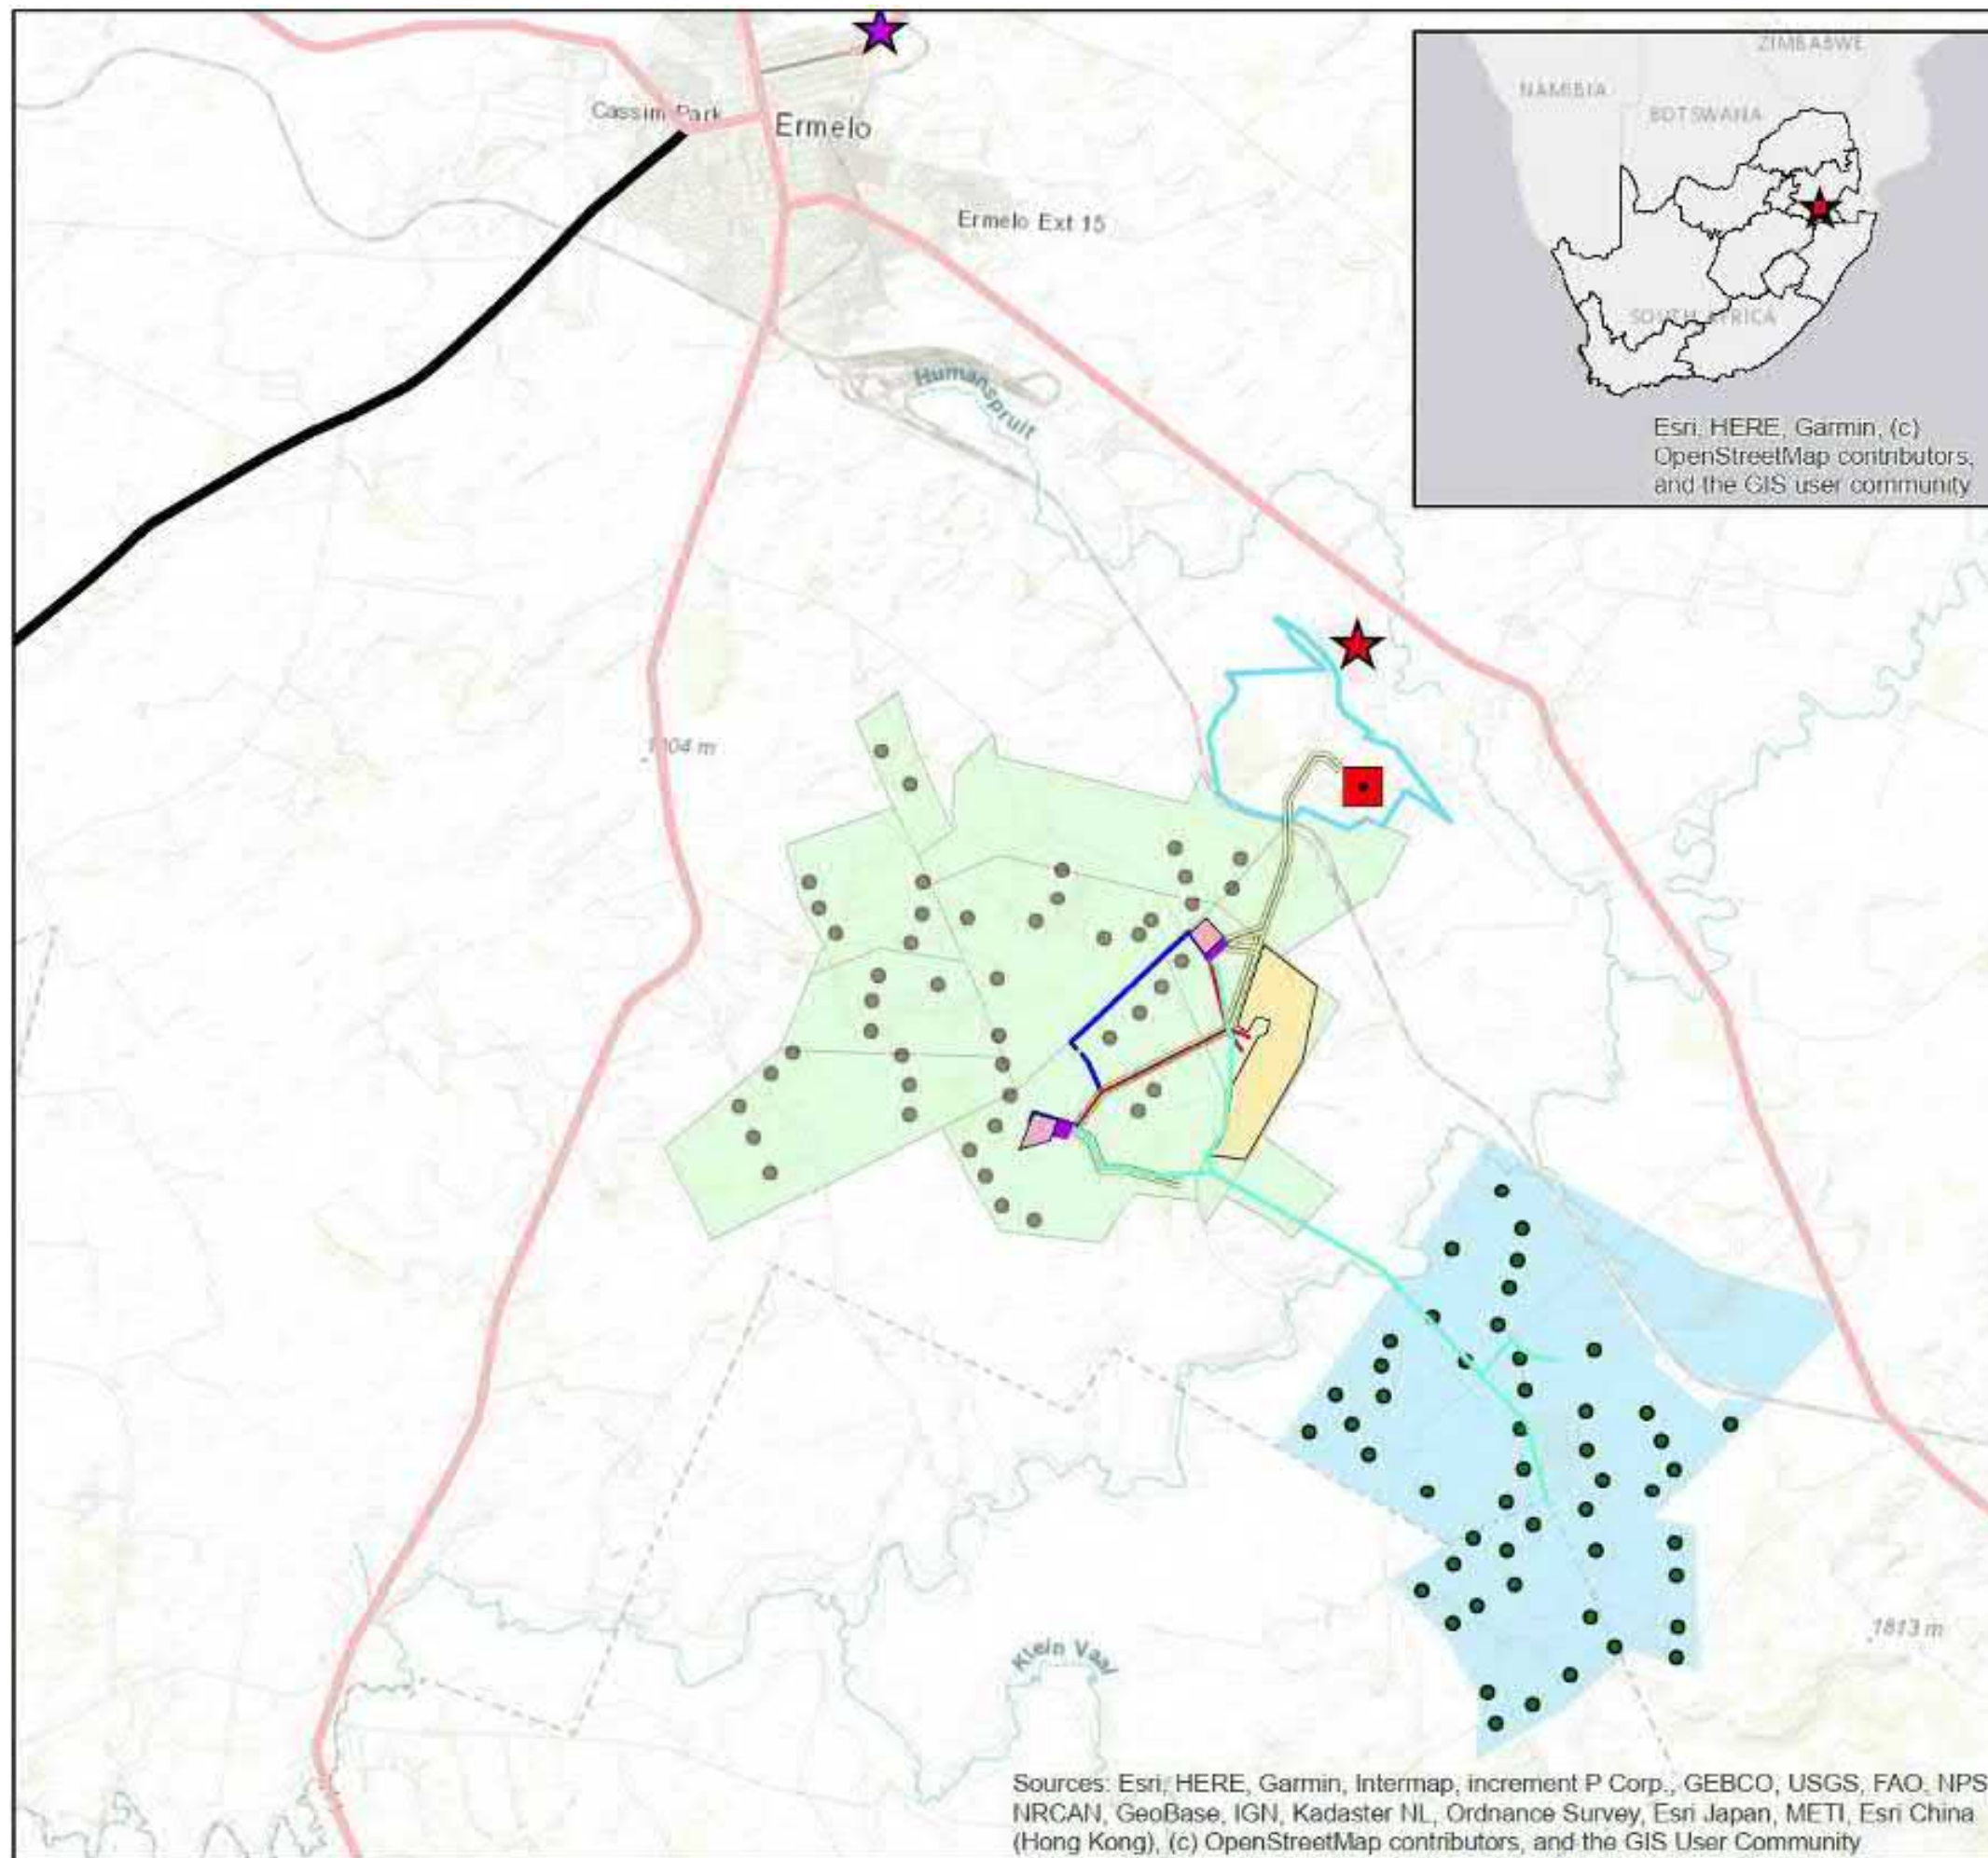 Cassim Park
Ermelo
Ermelo Ext 15
Humanspruit
ZIMBABWE
NAMIBIA
BOTSWANA
SOUTH AFRICA
Esri, HERE, Garmin, (c)
OpenStreetMap contributors,
and the GIS user community
04 m
1813 m
Klein Vaal
Sources: Esri, HERE, Garmin, Intermap, increment P Corp., GEBCO, USGS, FAO, NPS
NRCAN, GeoBase, IGN, Kadaster NL, Ordnance Survey, Esri Japan, METI, Esri China
(Hong Kong), (c) OpenStreetMap contributors, and the GIS User Community